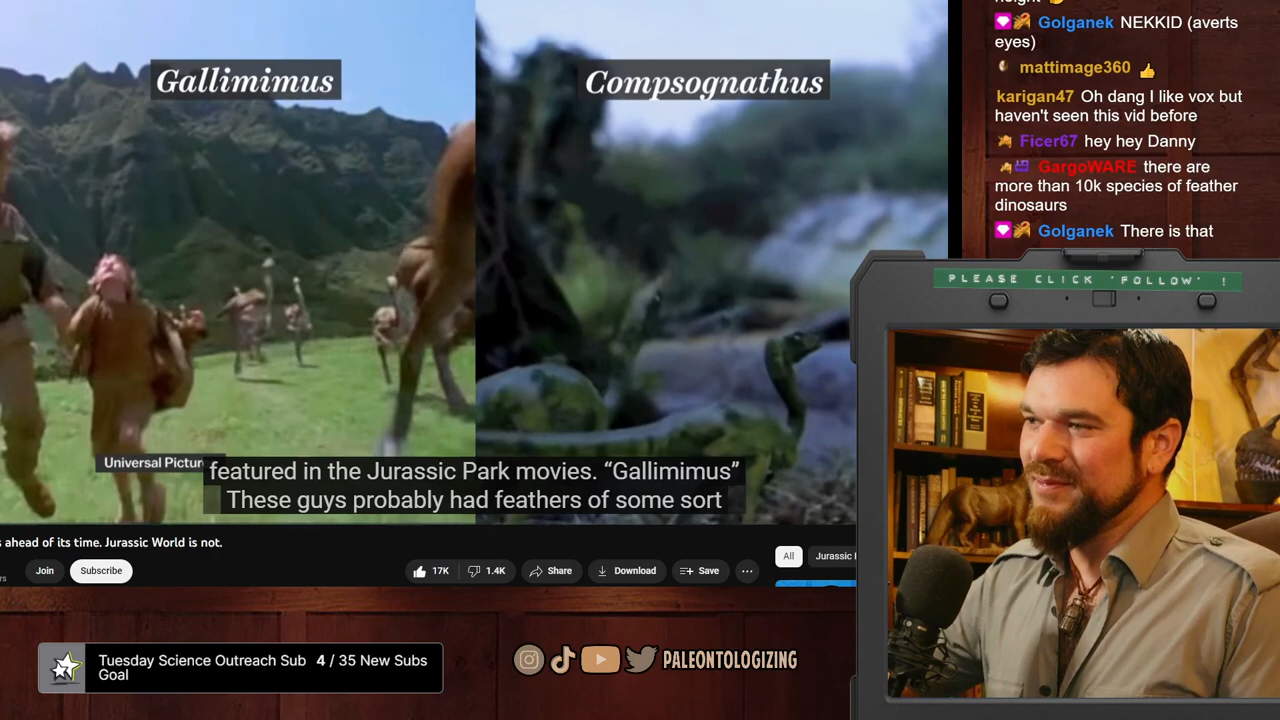 Gallimimus
Compsognathus
Universal Pictur
featured in the Jurassic Park movies. “Gallimimus”
These guys probably had feathers of some sort
s ahead of its time. Jurassic World is not.
rs
Join
Subscribe
17K
1.4K
Share
Download
Save
All
Jurassic
Tuesday Science Outreach Sub
Goal
4 / 35 New Subs
PALEONTOLOGIZING
Golganek NEKKID (averts
eyes)
mattimage360
karigan47 Oh dang I like vox but
haven't seen this vid before
Ficer67 hey hey Danny
GargoWARE there are
more than 10k species of feather
dinosaurs
Golganek There is that
PLEASE CLICK "FOLLOW" !